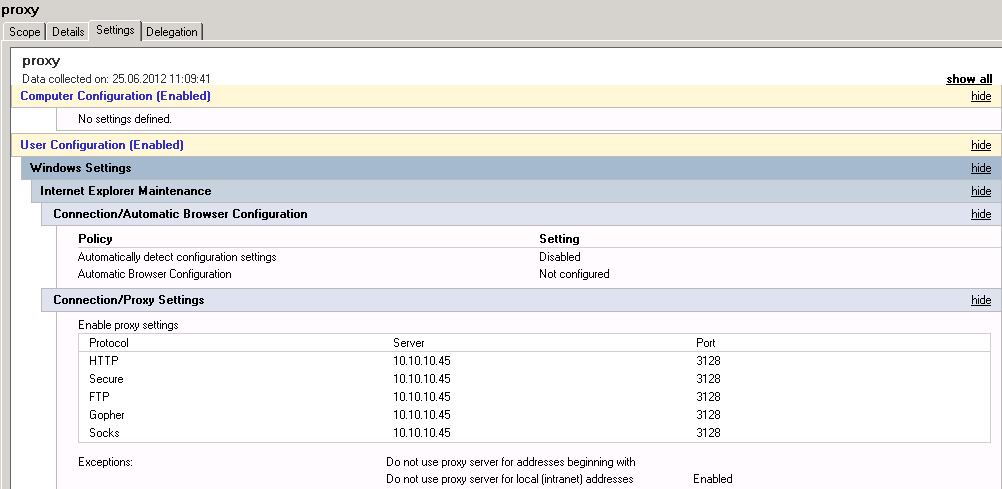 proxy
Scope Details Settings Delegation
proxy
Data collected on: 25.06.2012 11:09:41 show all
Computer Configuration (Enabled) hide
No settings defined.
User Configuration (Enabled) hide
Windows Settings hide
Internet Explorer Maintenance hide
Connection/Automatic Browser Configuration hide
Policy Setting
Automatically detect configuration settings Disabled
Automatic Browser Configuration Not configured
Connection/Proxy Settings hide
Enable proxy settings
Protocol Server Port
HTTP 10.10.10.45 3128
Secure 10.10.10.45 3128
FTP 10.10.10.45 3128
Gopher 10.10.10.45 3128
Socks 10.10.10.45 3128
Exceptions: Do not use proxy server for addresses beginning with
Do not use proxy server for local (intranet) addresses Enabled